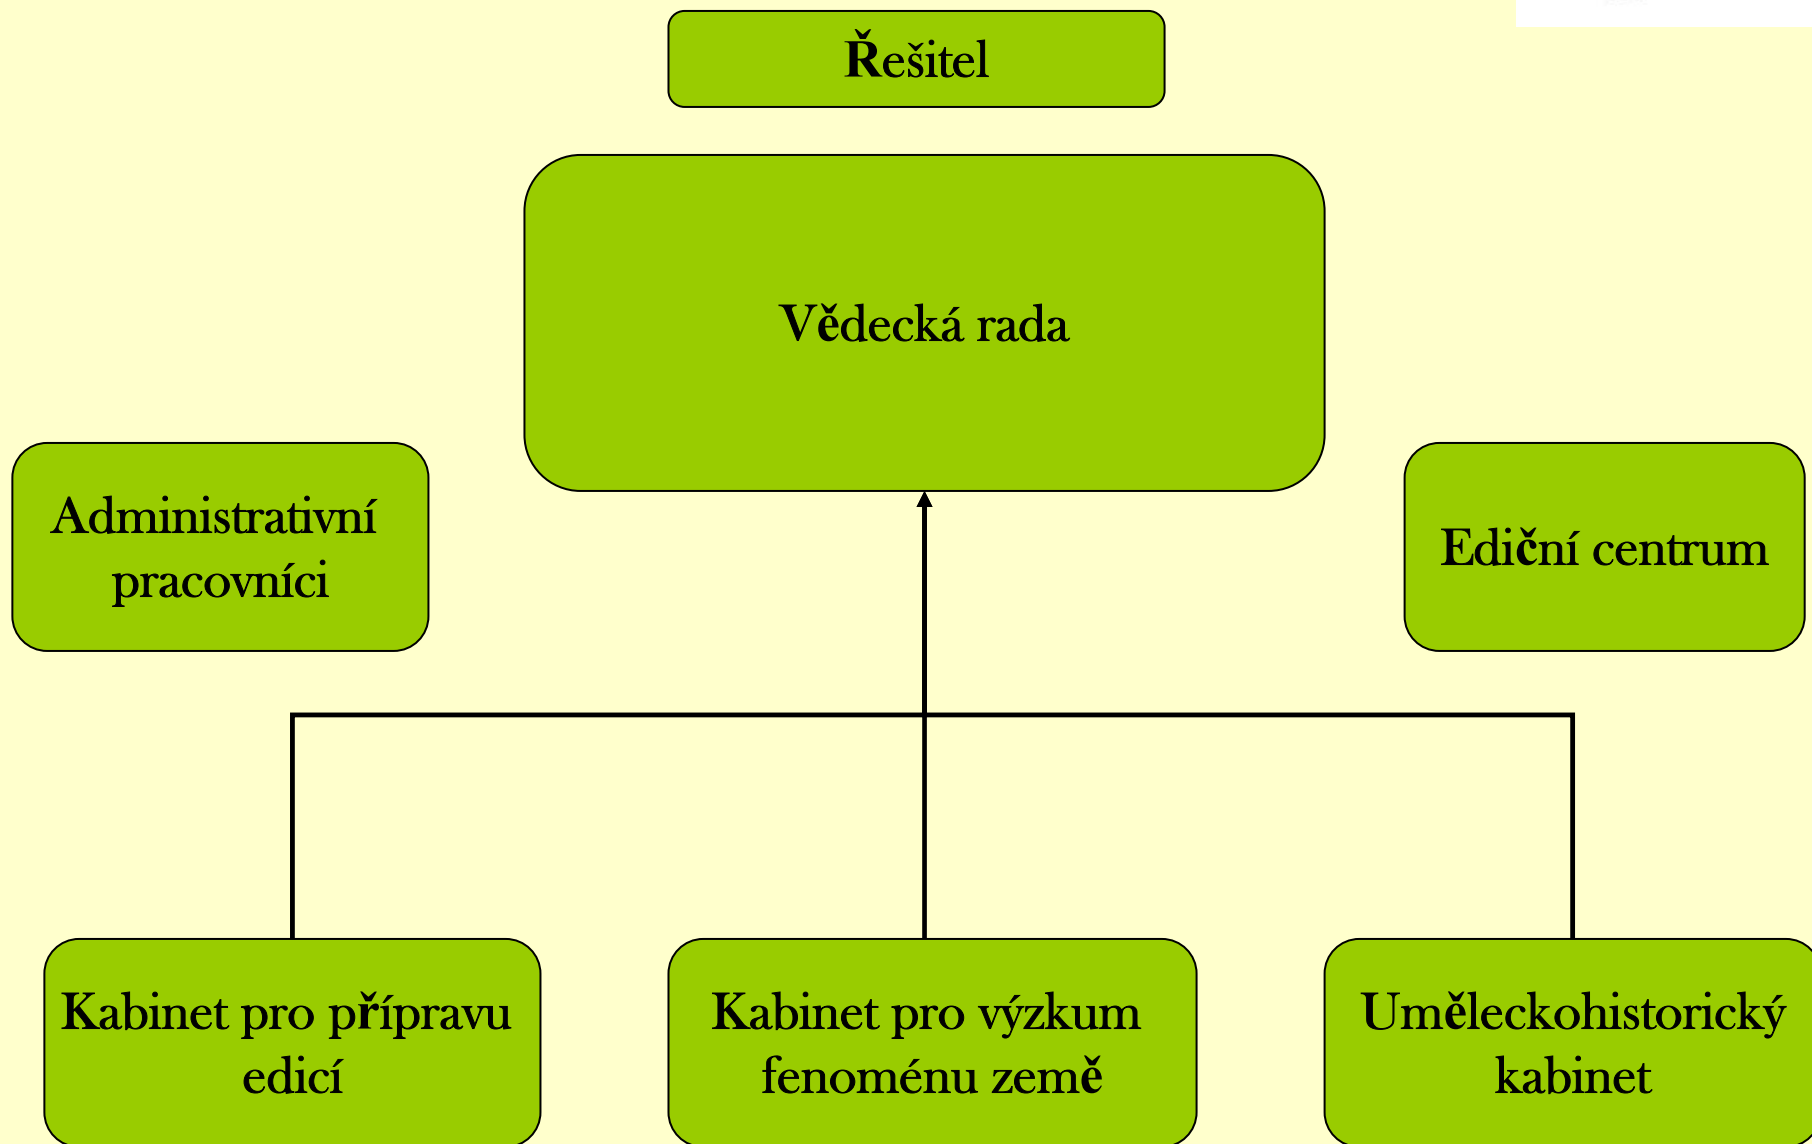 Řešitel
Vědecká rada
Administrativní
pracovníci
Ediční centrum
Kabinet pro přípravu
edicí
Kabinet pro výzkum
fenoménu země
Uměleckohistorický
kabinet